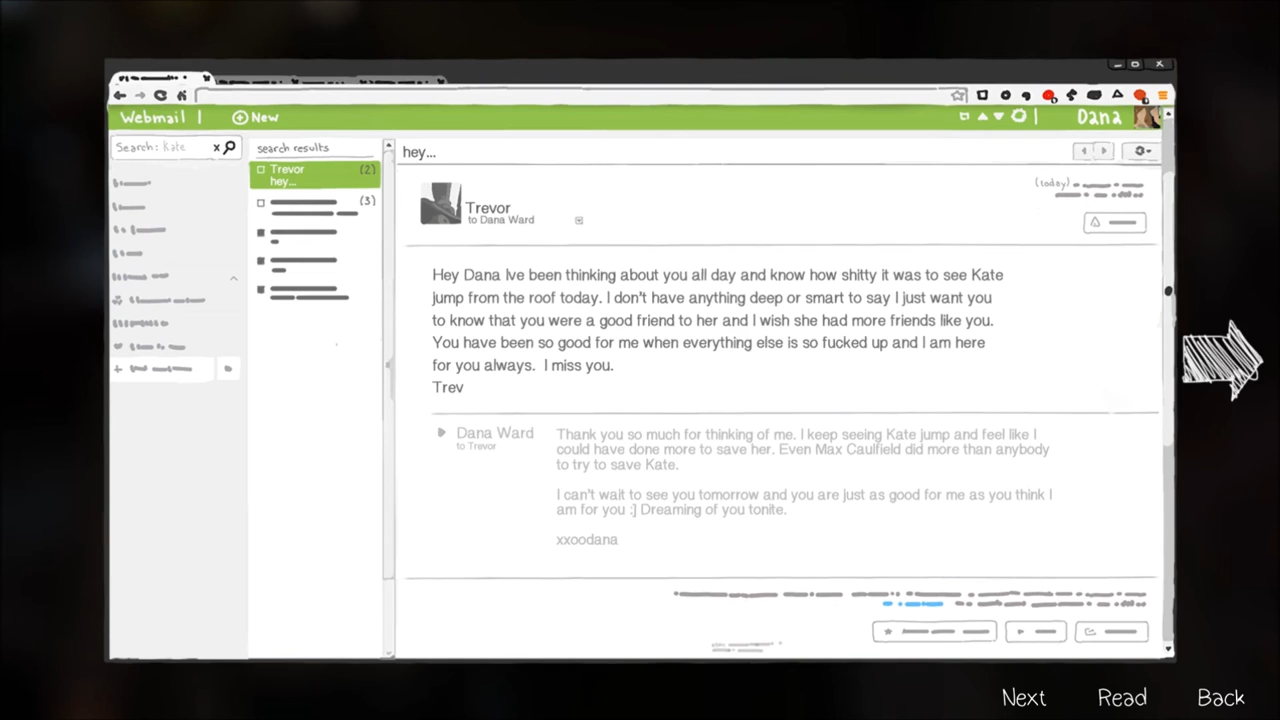 Webmail |
New
Dana
Search: Kate
x
search results
Trevor (2)
hey...
(3)
hey...
(today)
Trevor
to Dana Ward
Hey Dana Ive been thinking about you all day and know how shitty it was to see Kate
jump from the roof today. I don't have anything deep or smart to say I just want you
to know that you were a good friend to her and I wish she had more friends like you.
You have been so good for me when everything else is so fucked up and I am here
for you always. I miss you.
Trev
Dana Ward
to Trevor
Thank you so much for thinking of me. I keep seeing Kate jump and feel like I
could have done more to save her. Even Max Caulfield did more than anybody
to try to save Kate.
I can't wait to see you tomorrow and you are just as good for me as you think I
am for you :] Dreaming of you tonite.
xxoodana
Next Read Back